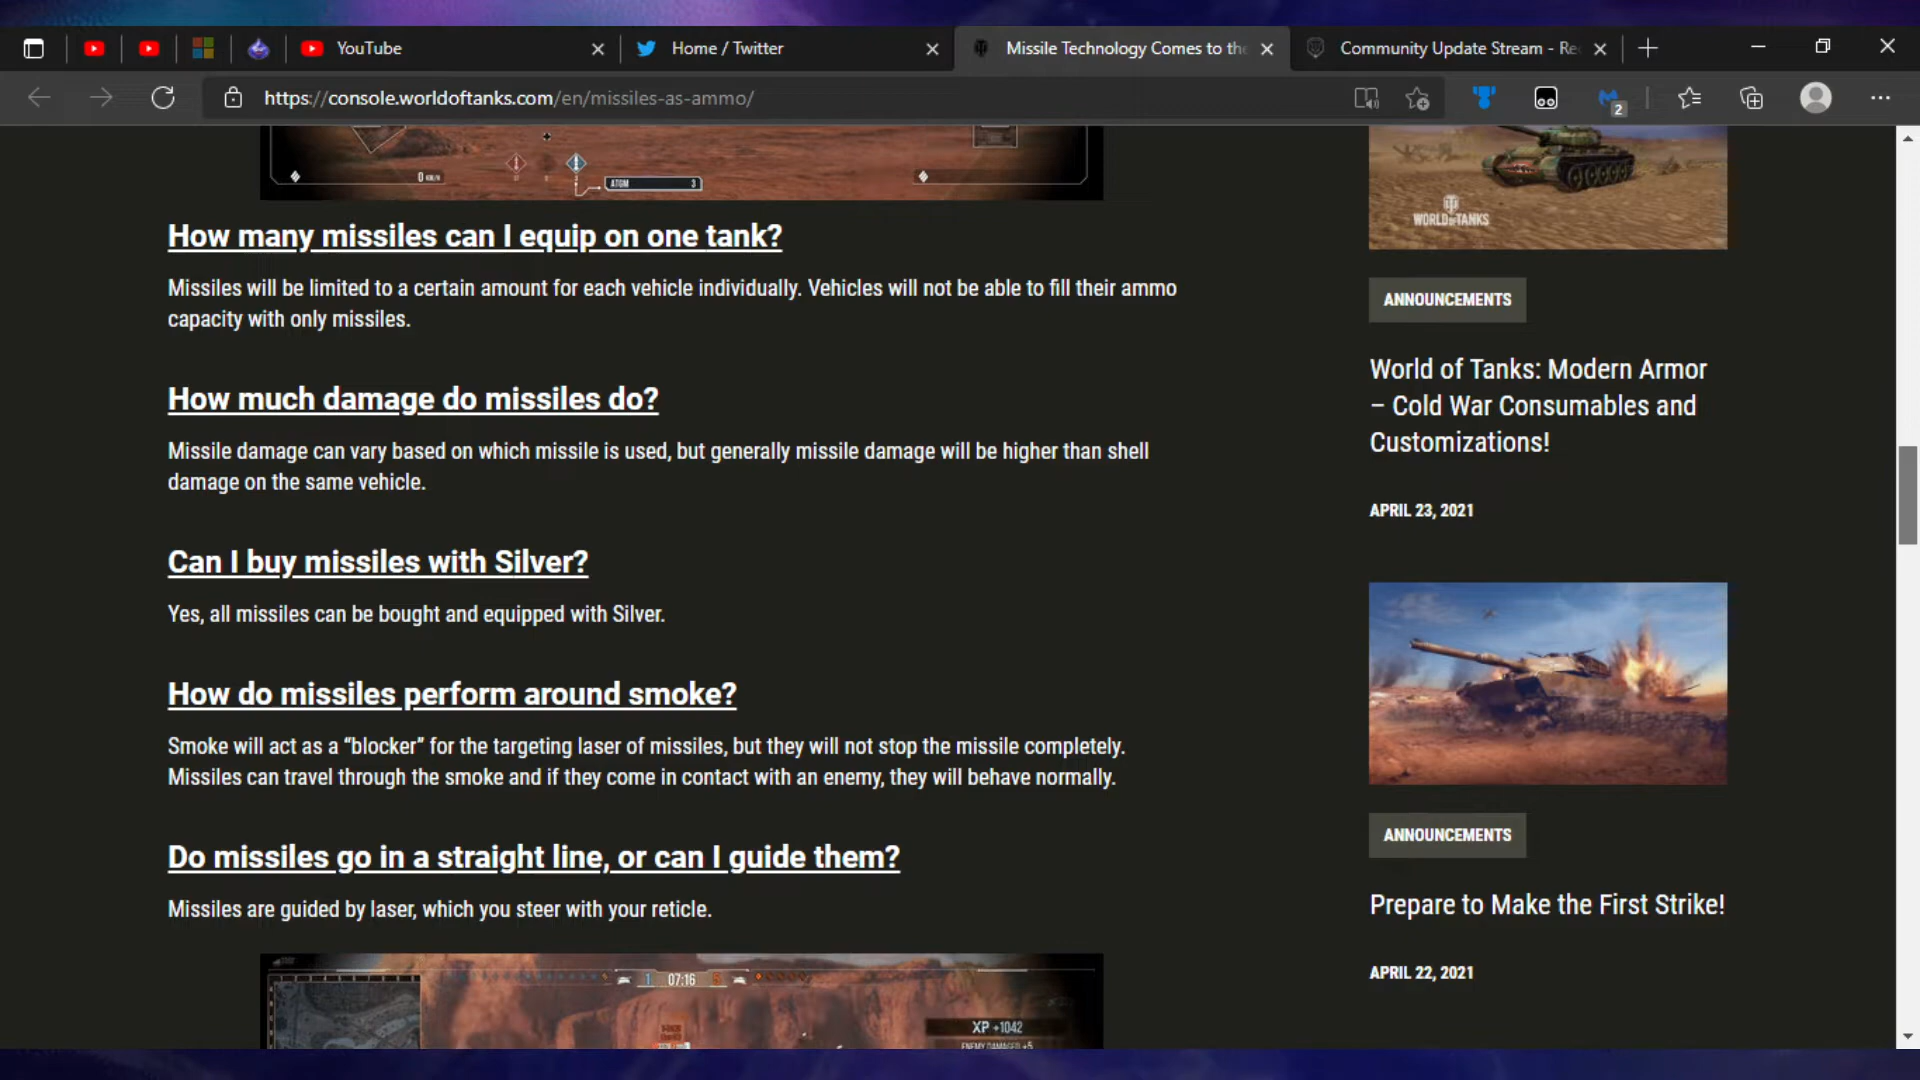 YouTube
Home / Twitter
Missile Technology Comes to the
Community Update Stream - Re
https://console.worldoftanks.com/en/missiles-as-ammo/
2
0 KM/H
ATGM 3
How many missiles can I equip on one tank?
Missiles will be limited to a certain amount for each vehicle individually. Vehicles will not be able to fill their ammo
capacity with only missiles.
How much damage do missiles do?
Missile damage can vary based on which missile is used, but generally missile damage will be higher than shell
damage on the same vehicle.
Can I buy missiles with Silver?
Yes, all missiles can be bought and equipped with Silver.
How do missiles perform around smoke?
Smoke will act as a “blocker” for the targeting laser of missiles, but they will not stop the missile completely.
Missiles can travel through the smoke and if they come in contact with an enemy, they will behave normally.
Do missiles go in a straight line, or can I guide them?
Missiles are guided by laser, which you steer with your reticle.
1 07:16
XP +1042
ENEMY DAMAGED +5
WORLD OF TANKS
ANNOUNCEMENTS
World of Tanks: Modern Armor
– Cold War Consumables and
Customizations!
APRIL 23, 2021
ANNOUNCEMENTS
Prepare to Make the First Strike!
APRIL 22, 2021